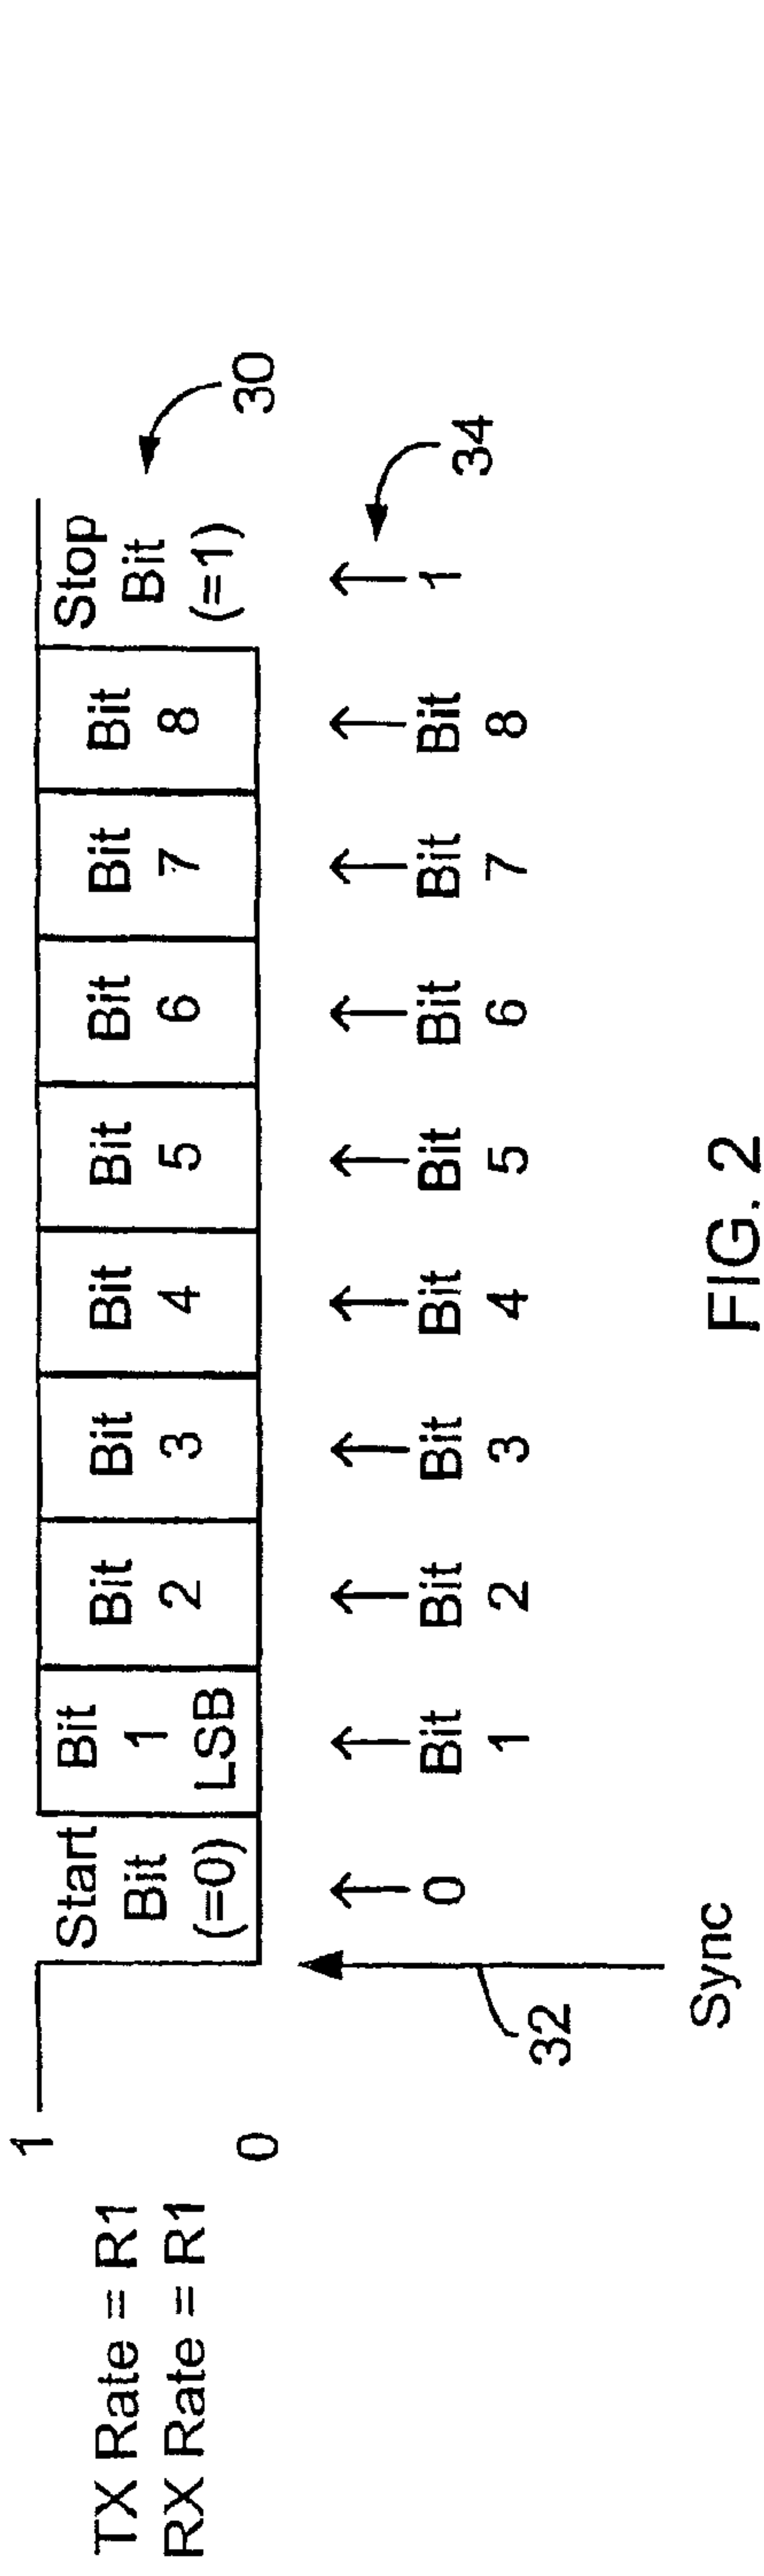 TX Rate = R1
RX Rate = R1
1
0
Start
Bit
(=0)
Bit
1
LSB
Bit
2
Bit
3
Bit
4
Bit
5
Bit
6
Bit
7
Bit
8
Stop
Bit
(=1)
30
0
Bit
1
Bit
2
Bit
3
Bit
4
Bit
5
Bit
6
Bit
7
Bit
8
1
34
32
Sync
FIG. 2